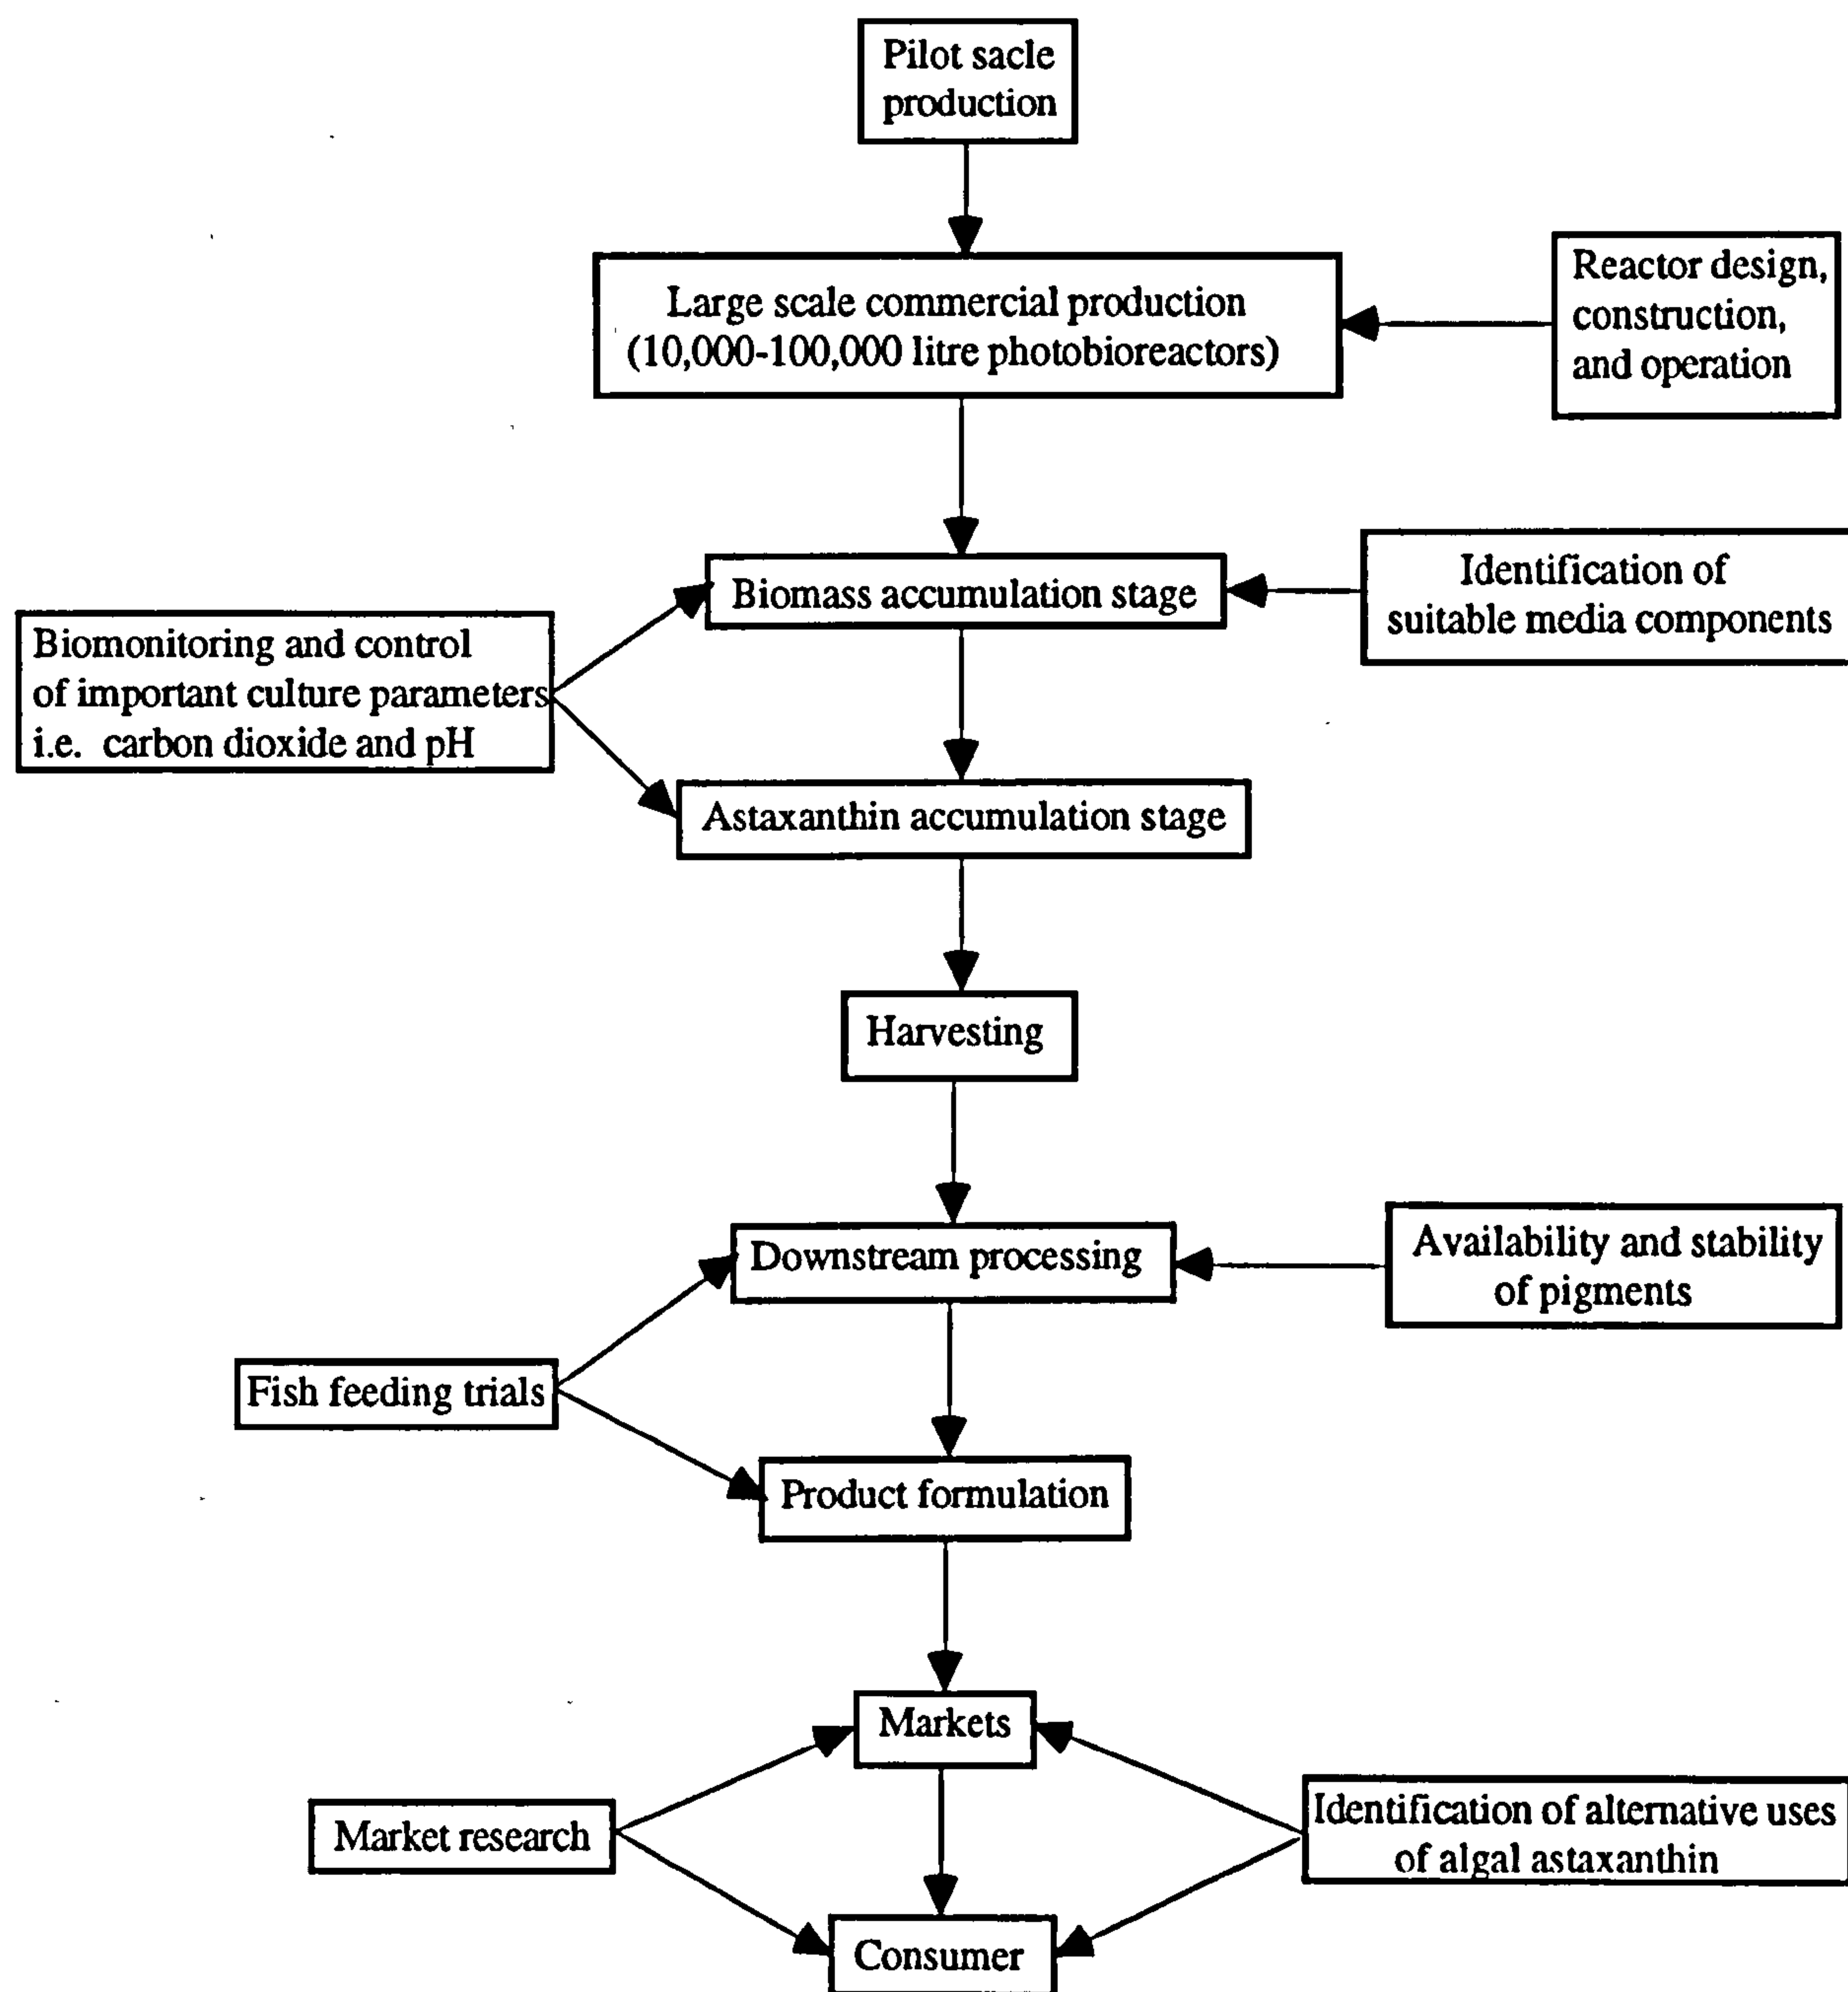 Pilot sacle
production
Large scale commercial production
(10,000-100,000 litre photobioreactors)
Reactor design,
construction,
and operation
Biomass accumulation stage
Identification of
suitable media components
Biomonitoring and control
of important culture parameters
i.e. carbon dioxide and pH
Astaxanthin accumulation stage
Harvesting
Downstream processing
Availability and stability
of pigments
Fish feeding trials
Product formulation
Markets
Market research
Identification of alternative uses
of algal astaxanthin
Consumer